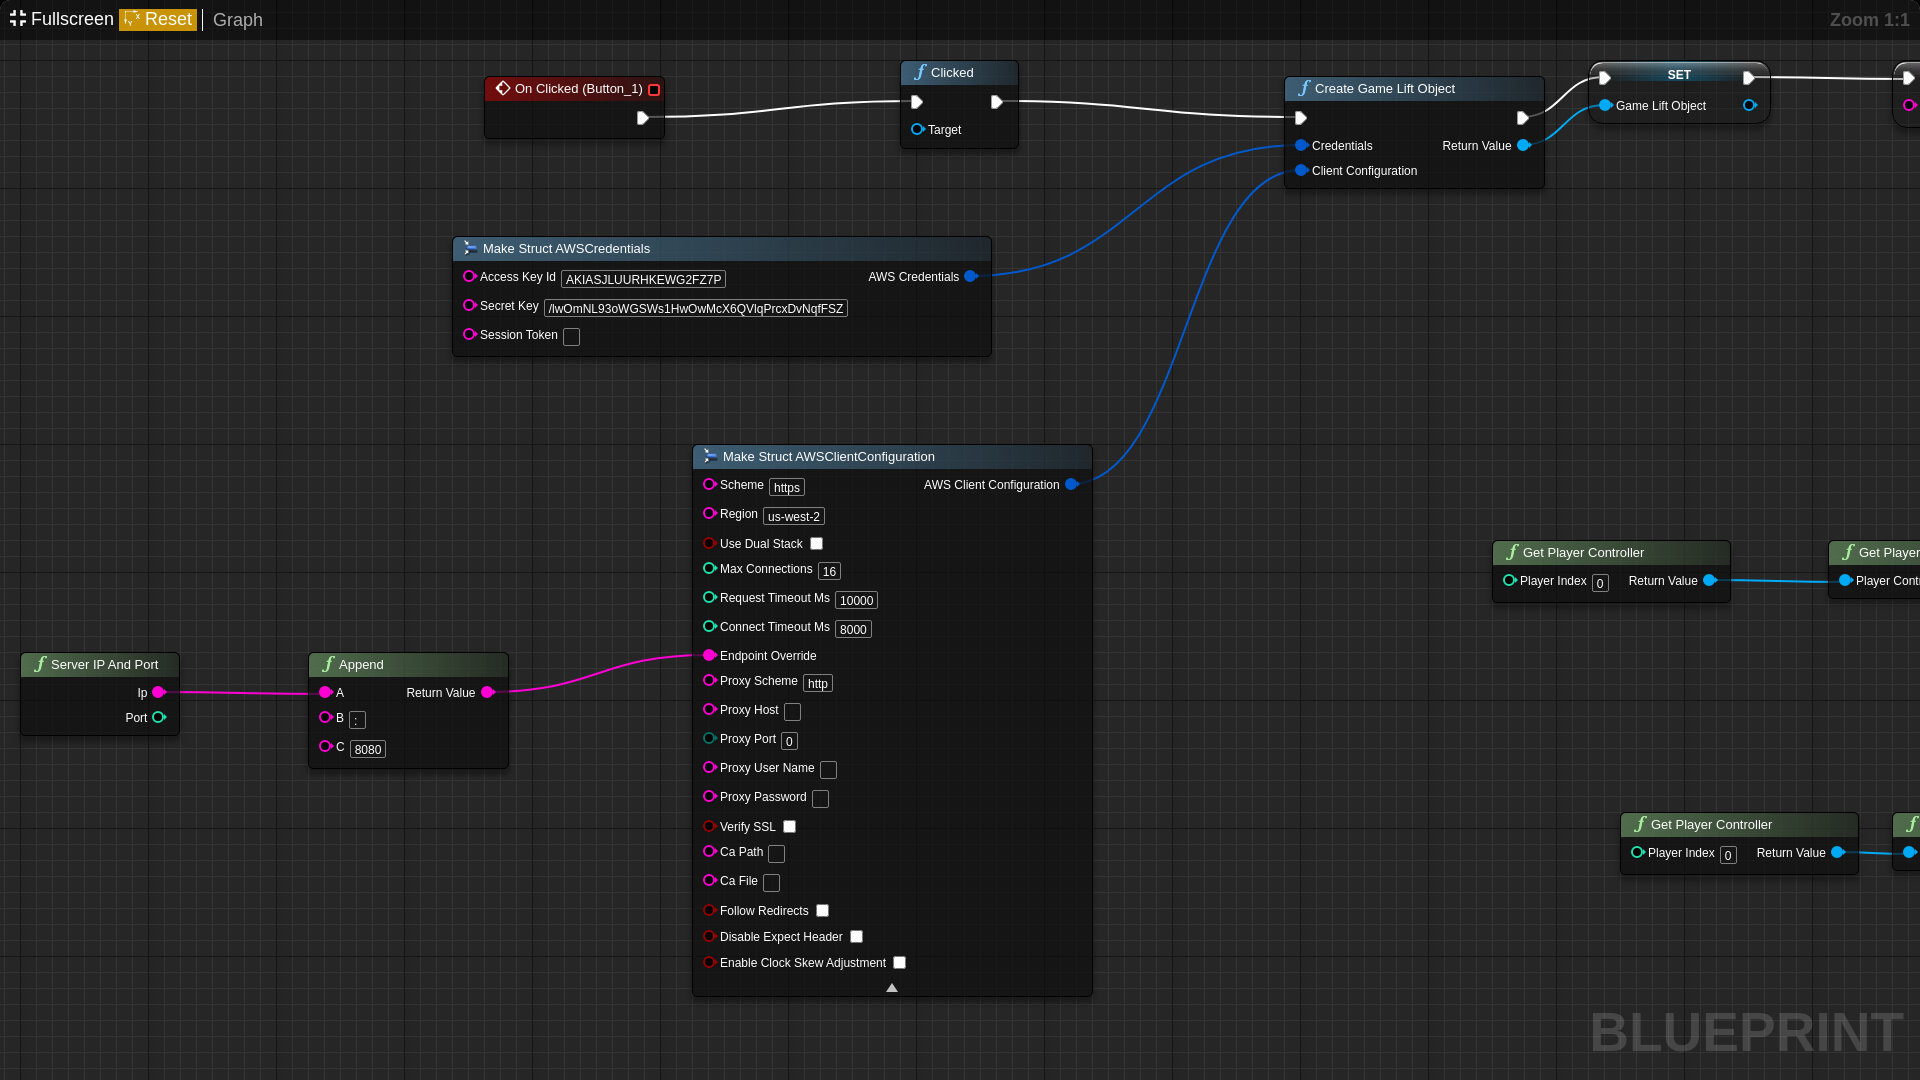 Fullscreen Reset Graph
Zoom 1:1
On Clicked (Button_1)
Clicked
Target
Create Game Lift Object
Credentials Return Value
Client Configuration
SET
Game Lift Object
Make Struct AWSCredentials
Access Key Id AKIASJLUURHKEWG2FZ7P AWS Credentials
Secret Key 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
Session Token
Make Struct AWSClientConfiguration
Scheme https AWS Client Configuration
Region us-west-2
Use Dual Stack
Max Connections 16
Request Timeout Ms 10000
Connect Timeout Ms 8000
Endpoint Override
Proxy Scheme http
Proxy Host
Proxy Port 0
Proxy User Name
Proxy Password
Verify SSL
Ca Path
Ca File
Follow Redirects
Disable Expect Header
Enable Clock Skew Adjustment
Server IP And Port
Ip
Port
Append
A Return Value
B :
C 8080
Get Player Controller
Player Index 0 Return Value
Get Player
Player Contr
Get Player Controller
Player Index 0 Return Value
BLUEPRINT